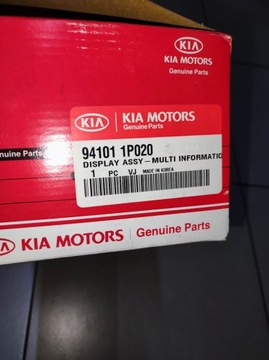 KIA
KIA MOTORS
Genuine Parts
Genuine Parts
KIA
KIA MOTORS
Genuine Parts
94101 1P020
DISPLAY ASSY-MULTI INFORMATIC
1 PC VJ MADE IN KOREA
KIA
KIA MOTORS
Genuine Parts